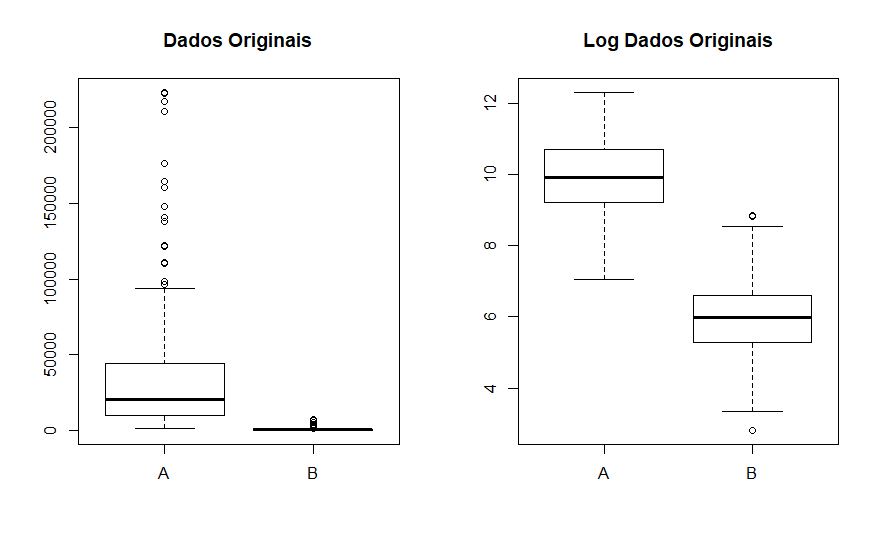 Dados Originais
200000
150000
100000
50000
0
A B
Log Dados Originais
12
10
8
6
4
A B